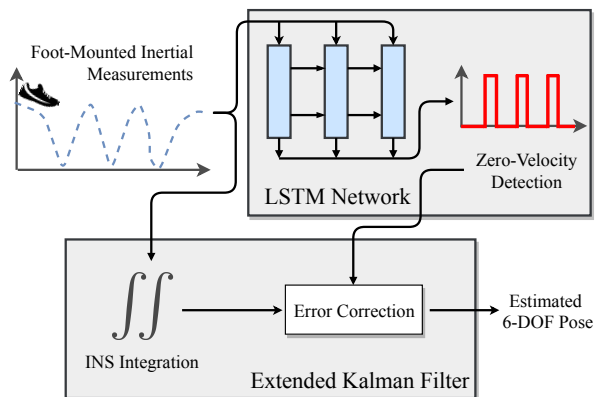 Foot-Mounted Inertial
Measurements
Zero-Velocity
Detection
LSTM Network
INS Integration
Error Correction
Estimated
6-DOF Pose
Extended Kalman Filter